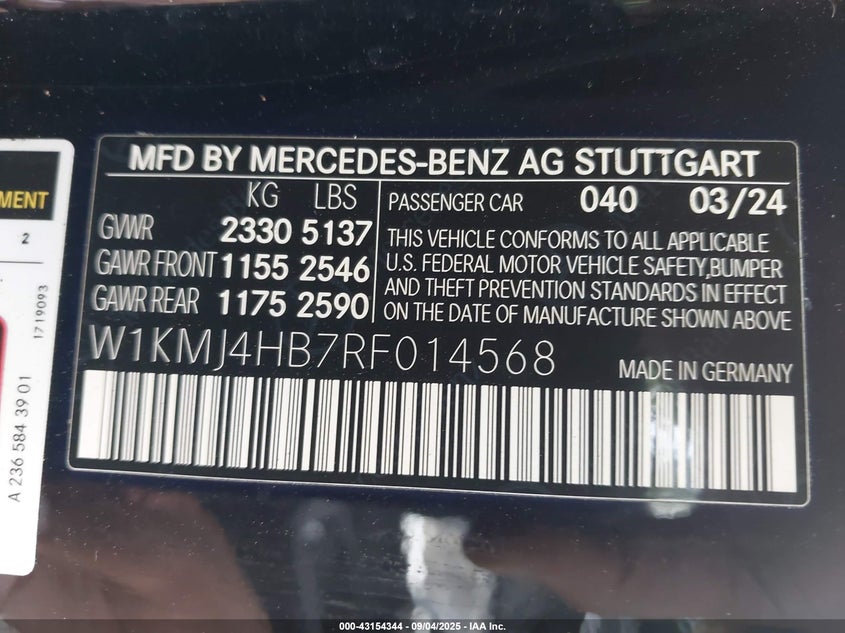 MFD BY MERCEDES-BENZ AG STUTTGART
KG LBS
GVWR 2330 5137
GAWR FRONT 1155 2546
GAWR REAR 1175 2590
PASSENGER CAR 040 03/24
THIS VEHICLE CONFORMS TO ALL APPLICABLE
U.S. FEDERAL MOTOR VEHICLE SAFETY,BUMPER
AND THEFT PREVENTION STANDARDS IN EFFECT
ON THE DATE OF MANUFACTURE SHOWN ABOVE
W1KMJ4HB7RF014568
MADE IN GERMANY
MENT
2
1719093
A 236 584 39 01
000-43154344 | 09/04/2025 | IAA Inc.